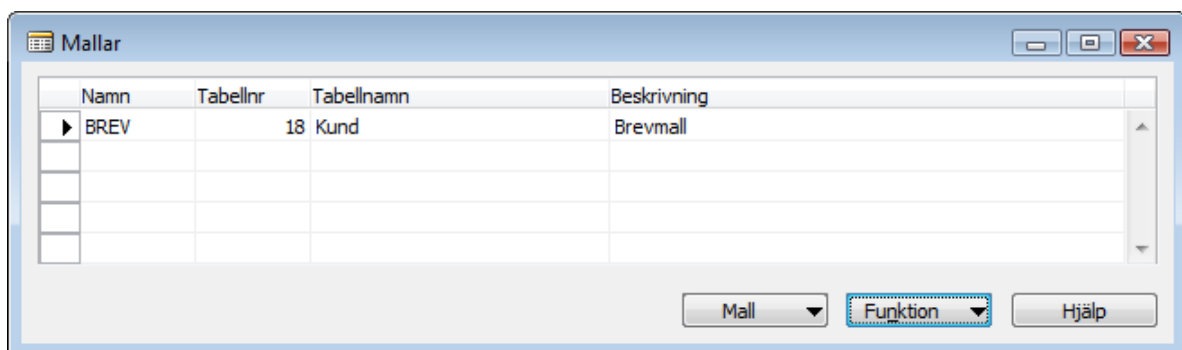 Mallar
Namn Tabellnr Tabellnamn Beskrivning
BREV 18 Kund Brevmall
Mall Funktion Hjälp